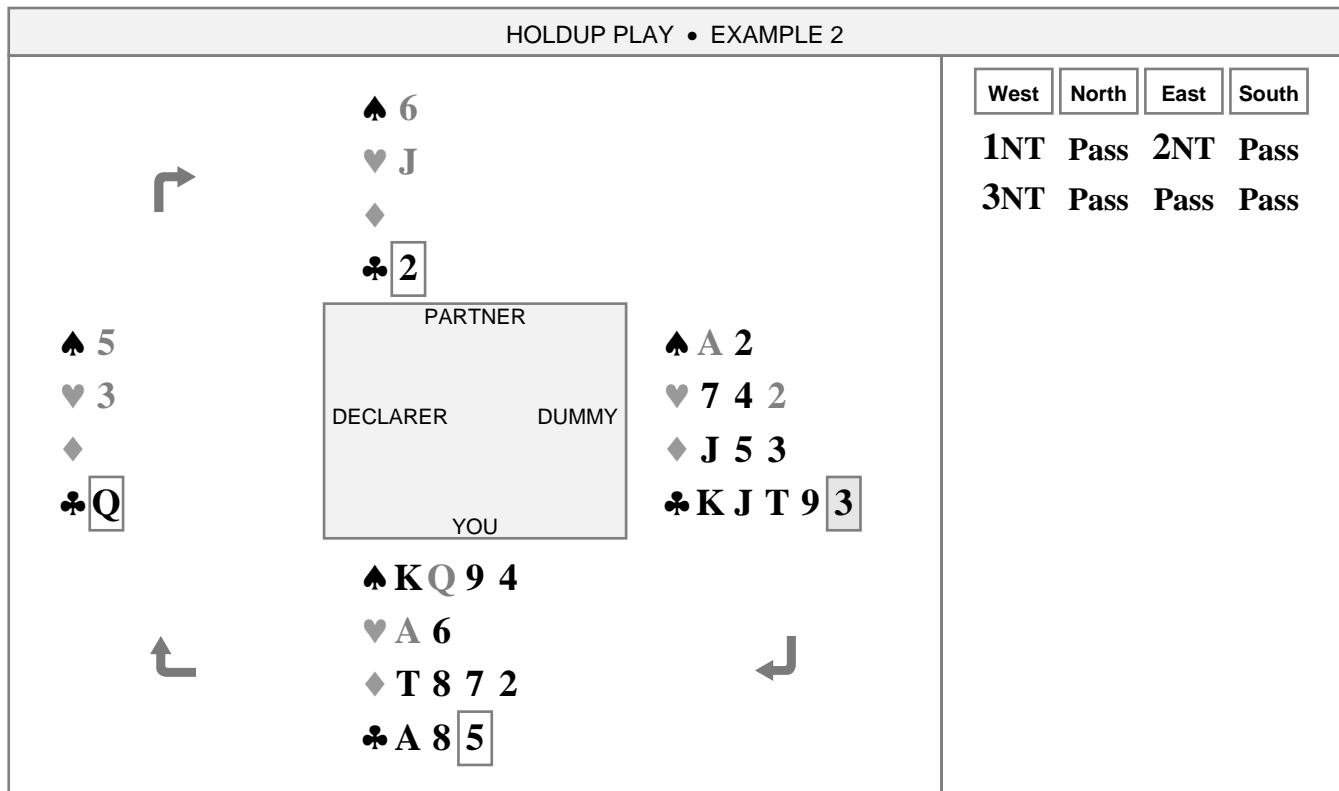 HOLDUP PLAY • EXAMPLE 2
West North East South
1NT Pass 2NT Pass
3NT Pass Pass Pass
♠ 6
♥ J
♦
♣ 2
♠ 5
♥ 3
♦
♣ Q
PARTNER
DECLARER DUMMY
YOU
♠ A 2
♥ 7 4 2
♦ J 5 3
♣ K J T 9 3
♠ K Q 9 4
♥ A 6
♦ T 8 7 2
♣ A 8 5